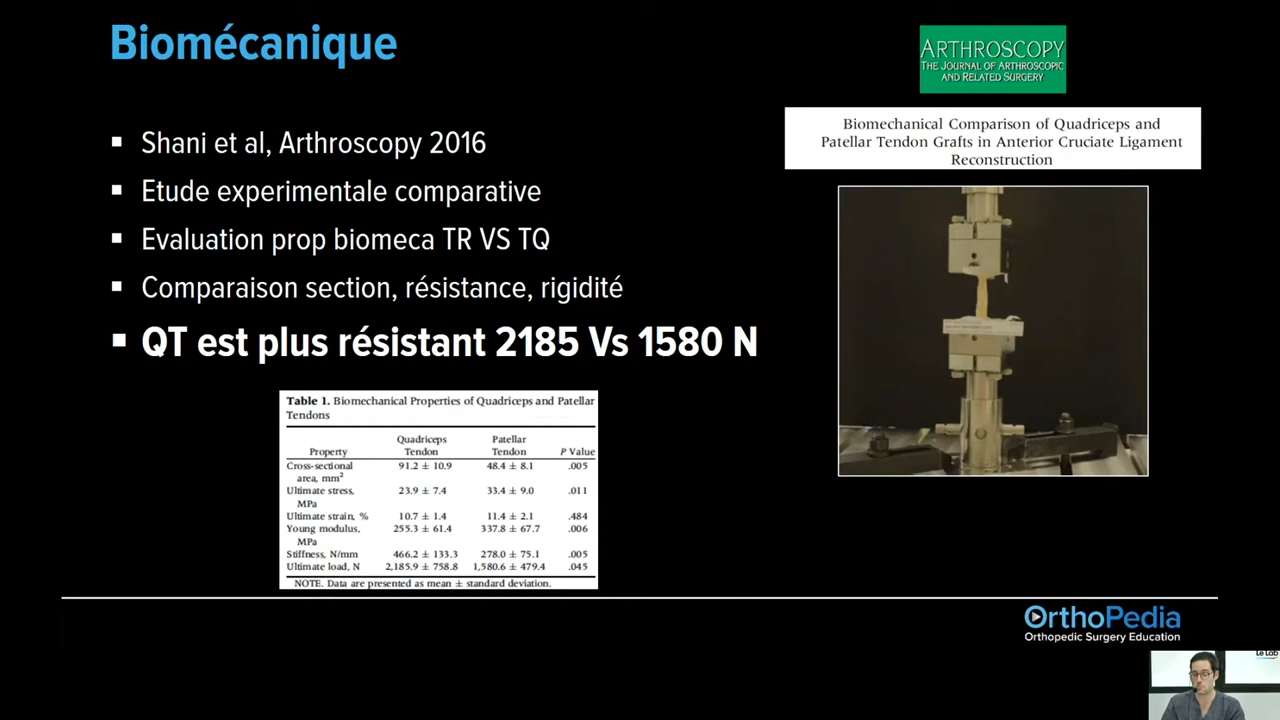 Biomécanique
ARTHROSCOPY
THE JOURNAL OF ARTHROSCOPIC
AND RELATED SURGERY
Biomechanical Comparison of Quadriceps and
Patellar Tendon Grafts in Anterior Cruciate Ligament
Reconstruction
▪ Shani et al, Arthroscopy 2016
▪ Etude experimentale comparative
▪ Evaluation prop biomeca TR VS TQ
▪ Comparaison section, résistance, rigidité
▪ QT est plus résistant 2185 Vs 1580 N
Table 1. Biomechanical Properties of Quadriceps and Patellar
Tendons
Quadriceps Patellar
Property Tendon Tendon P Value
Cross-sectional 91.2 ± 10.9 48.4 ± 8.1 .005
area, mm²
Ultimate stress, 23.9 ± 7.4 33.4 ± 9.0 .011
MPa
Ultimate strain, % 10.7 ± 1.4 11.4 ± 2.1 .484
Young modulus, 255.3 ± 61.4 337.8 ± 67.7 .006
MPa
Stiffness, N/mm 466.2 ± 133.3 278.0 ± 75.1 .005
Ultimate load, N 2,185.9 ± 758.8 1,580.6 ± 479.4 .045
NOTE. Data are presented as mean ± standard deviation.
OrthoPedia
Orthopedic Surgery Education
Le Lab